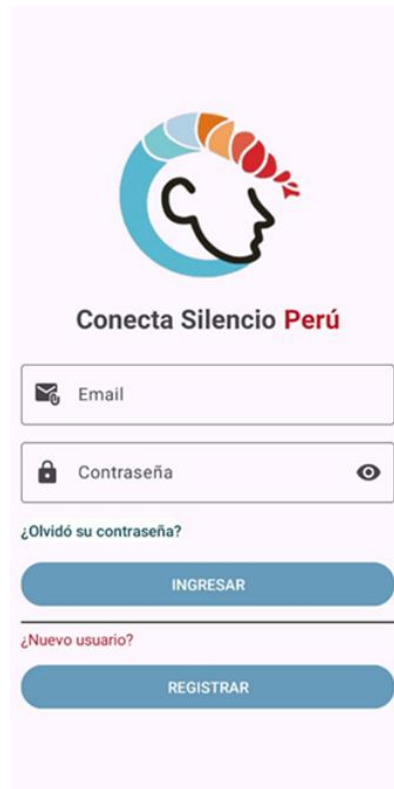 Conecta Silencio Perú
Email
Contraseña
¿Olvidó su contraseña?
INGRESAR
¿Nuevo usuario?
REGISTRAR